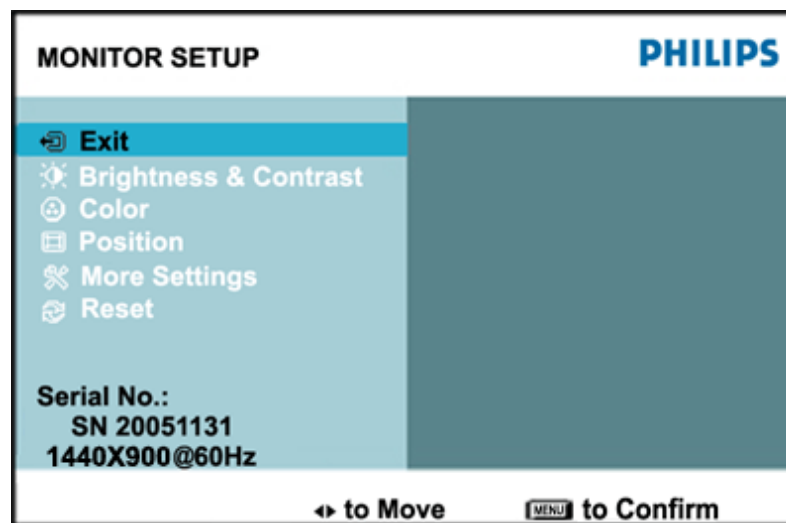 MONITOR SETUP
PHILIPS
Exit
Brightness & Contrast
Color
Position
More Settings
Reset
Serial No.:
SN 20051131
1440X900@60Hz
to Move
MENU to Confirm